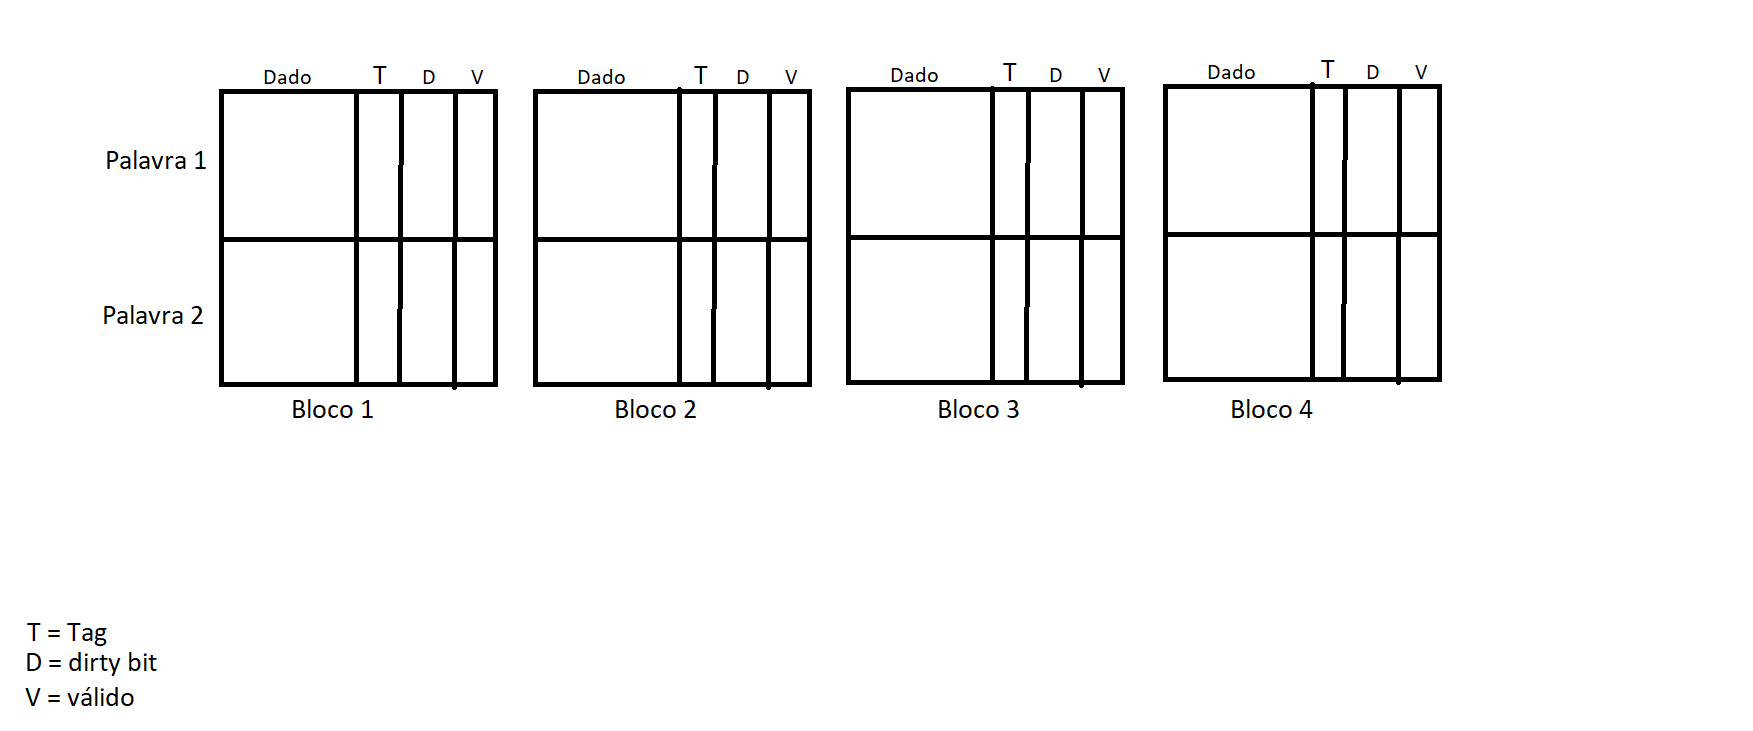 Dado T D V Dado T D V Dado T D V Dado T D V
Palavra 1
Palavra 2
Bloco 1 Bloco 2 Bloco 3 Bloco 4
T = Tag
D = dirty bit
V = válido